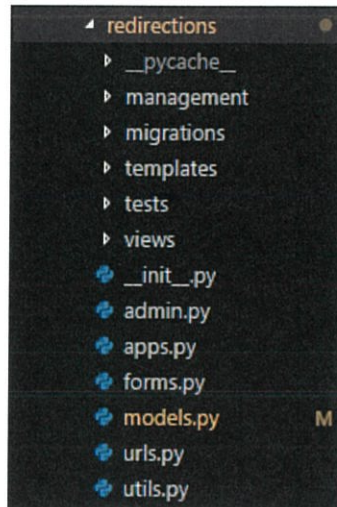 redirections
__pycache__
management
migrations
templates
tests
views
__init__.py
admin.py
apps.py
forms.py
models.py M
urls.py
utils.py